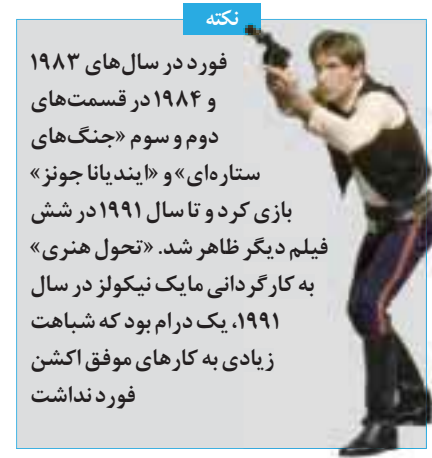 نکته
فورد در سال‌های ۱۹۸۳
و ۱۹۸۴ در قسمت‌های
دوم و سوم «جنگ‌های
ستاره‌ای» و «ایندیانا جونز»
بازی کرد و تا سال ۱۹۹۱ در شش
فیلم دیگر ظاهر شد. «تحول هنری»
به کارگردانی مایک نیکولز در سال
۱۹۹۱، یک درام بود که شباهت
زیادی به کارهای موفق اکشن
فورد نداشت